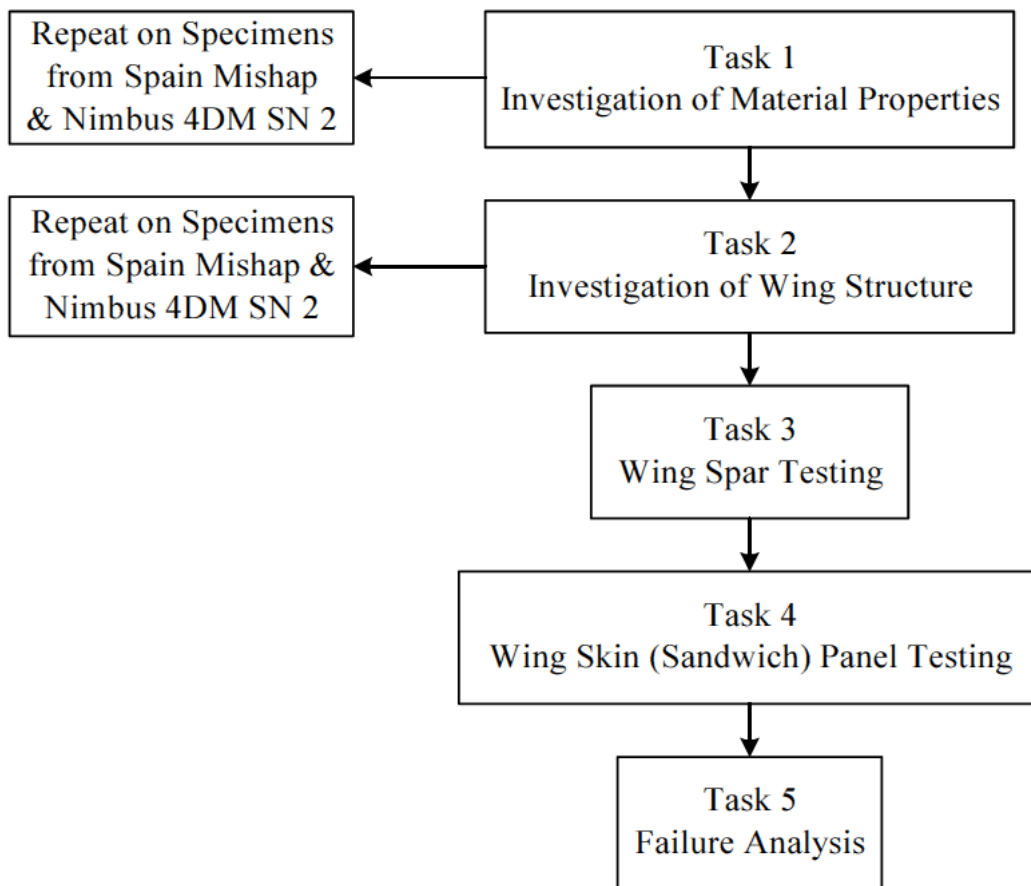 Repeat on Specimens
from Spain Mishap
& Nimbus 4DM SN 2
Task 1
Investigation of Material Properties
Repeat on Specimens
from Spain Mishap &
Nimbus 4DM SN 2
Task 2
Investigation of Wing Structure
Task 3
Wing Spar Testing
Task 4
Wing Skin (Sandwich) Panel Testing
Task 5
Failure Analysis